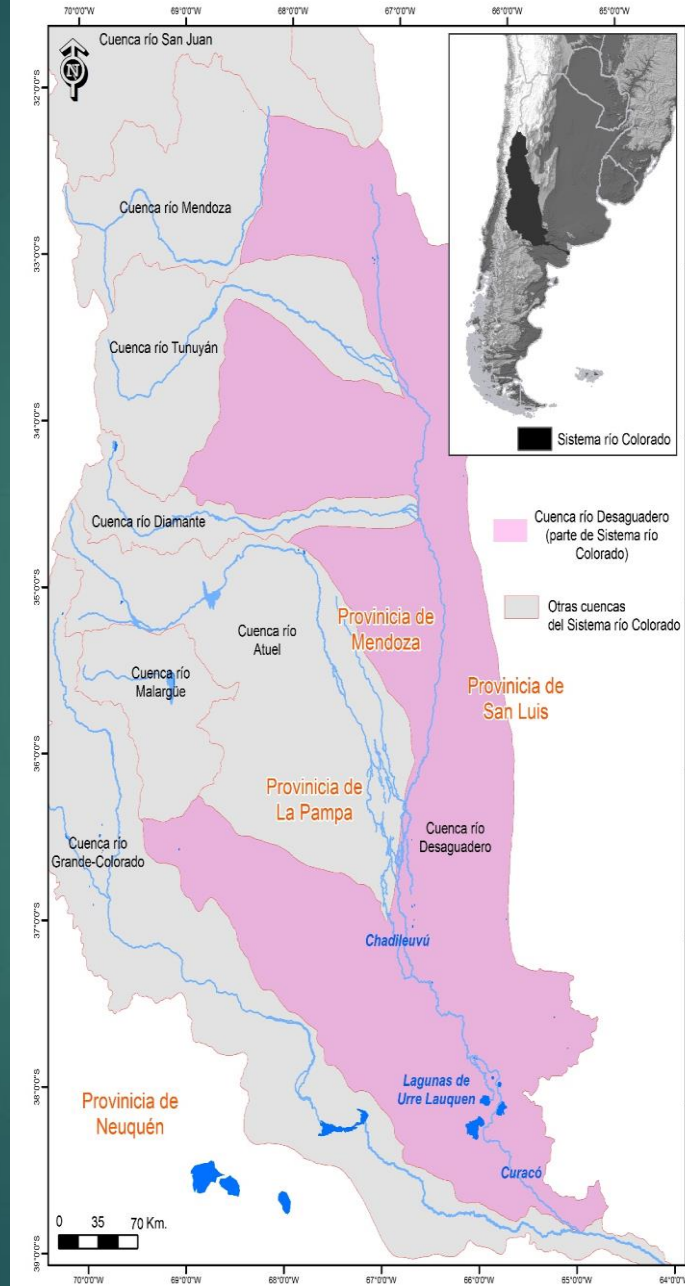 70°0'0"O 69°0'0"O 68°0'0"O 67°0'0"O 66°0'0"O 65°0'0"O
Cuenca río San Juan
N
32°0'0"S
Cuenca río Mendoza
33°0'0"S
Cuenca río Tunuyán
34°0'0"S
Sistema río Colorado
Cuenca río Diamante
Cuenca río Desaguadero
(parte de Sistema río
Colorado)
35°0'0"S
Otras cuencas
del Sistema río Colorado
Provinicia de
Mendoza
Cuenca río
Atuel
Cuenca río
Malargüe
Provinicia de
San Luis
36°0'0"S
Provinicia de
La Pampa
Cuenca río
Desaguadero
Cuenca río
Grande-Colorado
37°0'0"S
Chadileuvú
38°0'0"S
Lagunas de
Urre Lauquen
Provinicia de
Neuquén
Curacó
0 35 70 Km.
39°0'0"S
70°0'0"O 69°0'0"O 68°0'0"O 67°0'0"O 66°0'0"O 65°0'0"O 64°0'0"O